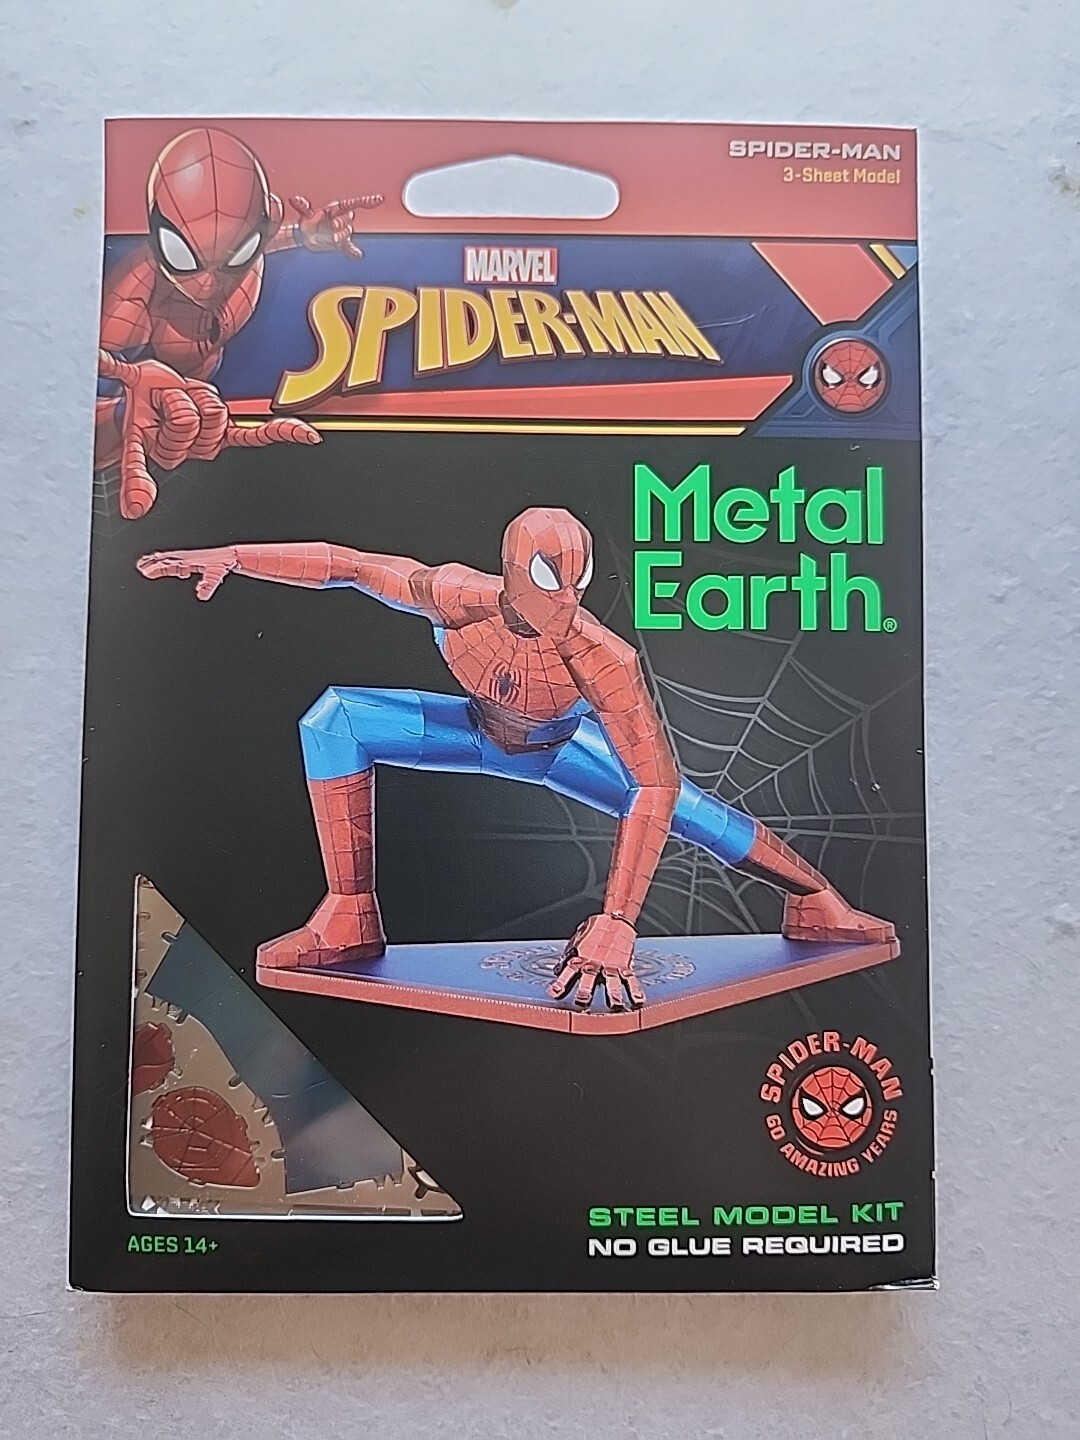 SPIDER-MAN
3-Sheet Model
MARVEL
SPIDER-MAN
Metal
Earth®
SPIDER-MAN
60 AMAZING YEARS
STEEL MODEL KIT
NO GLUE REQUIRED
AGES 14+